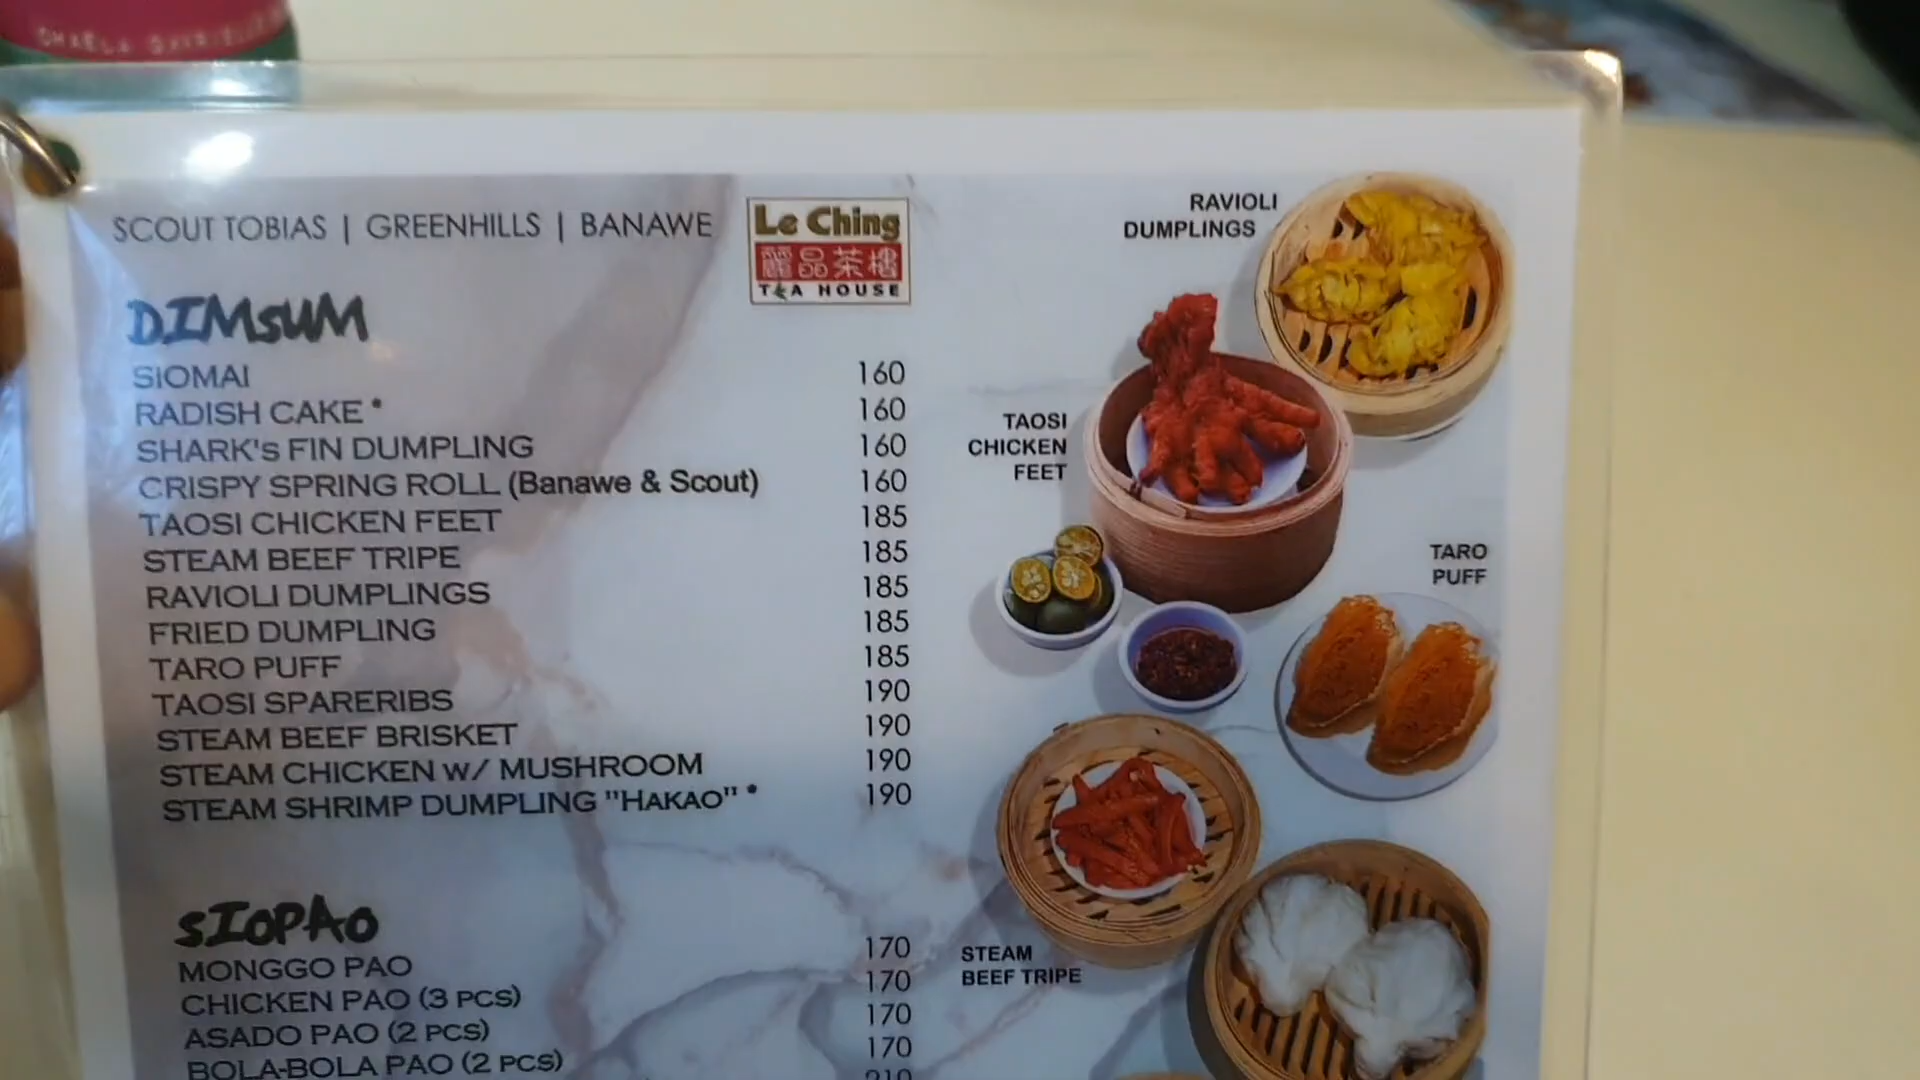 SCOUT TOBIAS | GREENHILLS | BANAWE
Le Ching
麗晶茶樓
TEA HOUSE
DIMSUM
SIOMAI 160
RADISH CAKE * 160
SHARK's FIN DUMPLING 160
CRISPY SPRING ROLL (Banawe & Scout) 160
TAOSI CHICKEN FEET 185
STEAM BEEF TRIPE 185
RAVIOLI DUMPLINGS 185
FRIED DUMPLING 185
TARO PUFF 185
TAOSI SPARERIBS 190
STEAM BEEF BRISKET 190
STEAM CHICKEN W/ MUSHROOM 190
STEAM SHRIMP DUMPLING "HAKAO" * 190
SIOPAO
MONGGO PAO 170
CHICKEN PAO (3 PCS) 170
ASADO PAO (2 PCS) 170
BOLA-BOLA PAO (2 PCS) 170
210
RAVIOLI
DUMPLINGS
TAOSI
CHICKEN
FEET
TARO
PUFF
STEAM
BEEF TRIPE